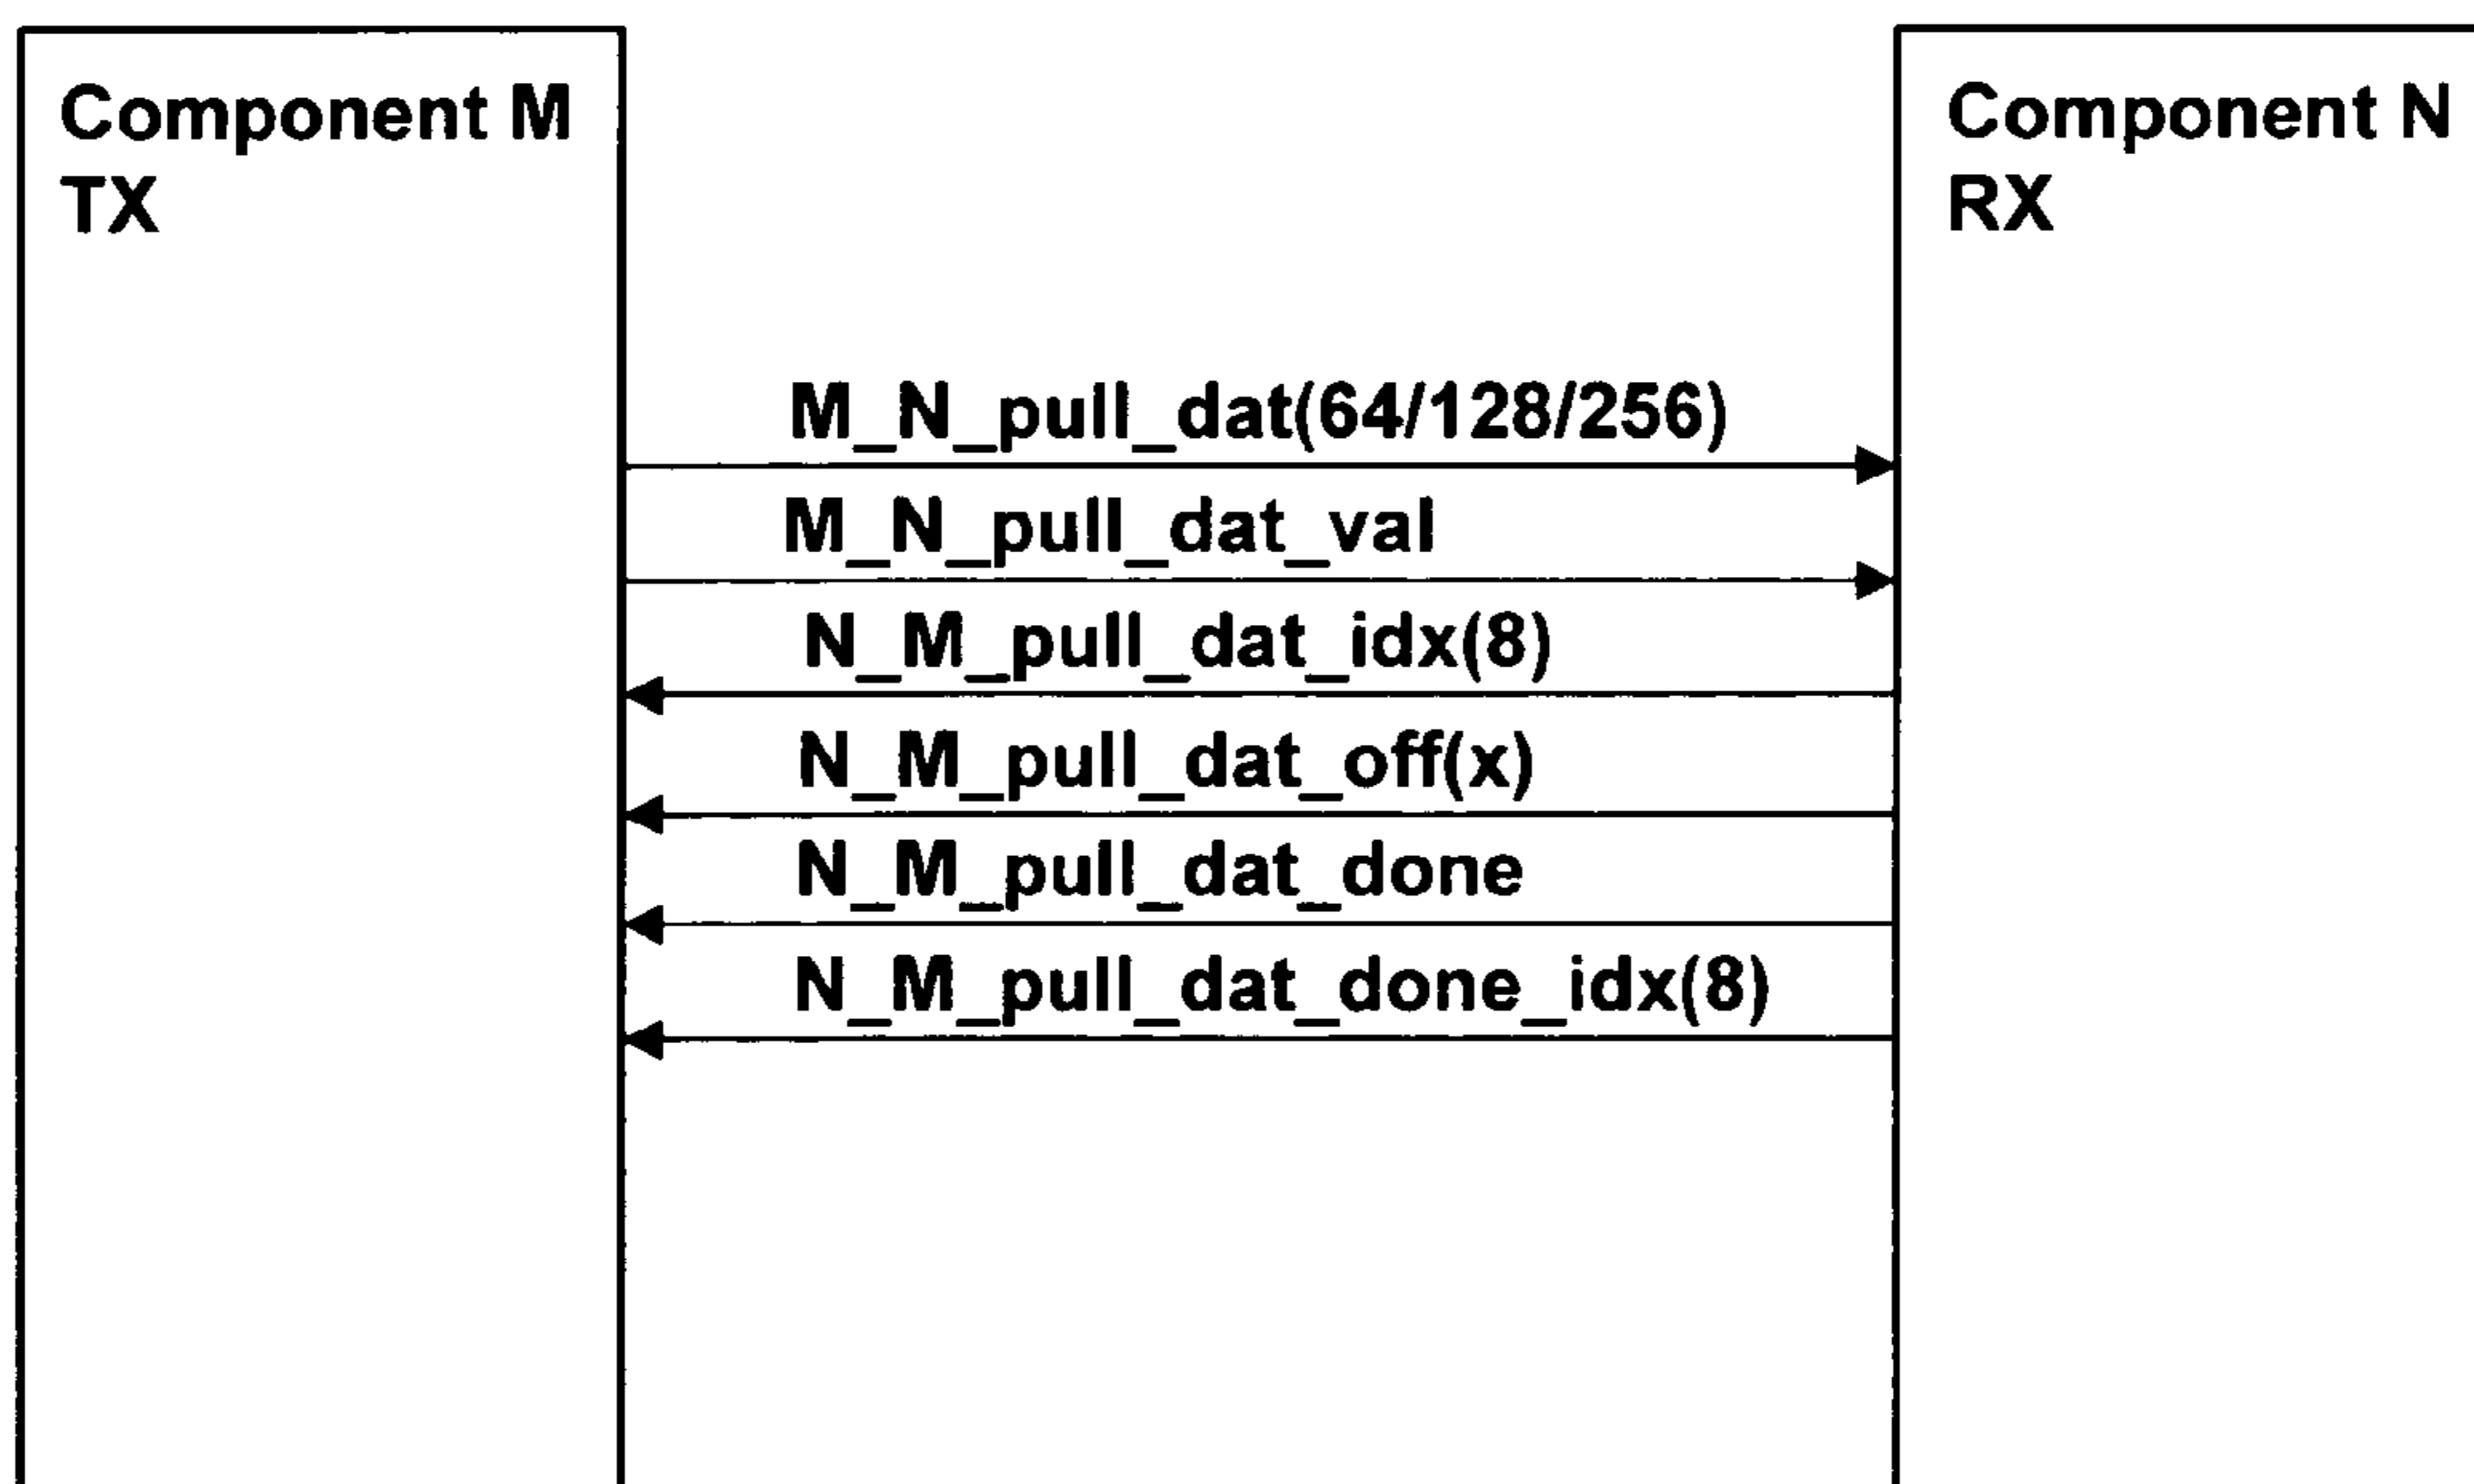 Component M
TX
Component N
RX
M_N_pull_dat(64/128/256)
M_N_pull_dat_val
N_M_pull_dat_idx(8)
N_M_pull_dat_off(x)
N_M_pull_dat_done
N_M_pull_dat_done_idx(8)